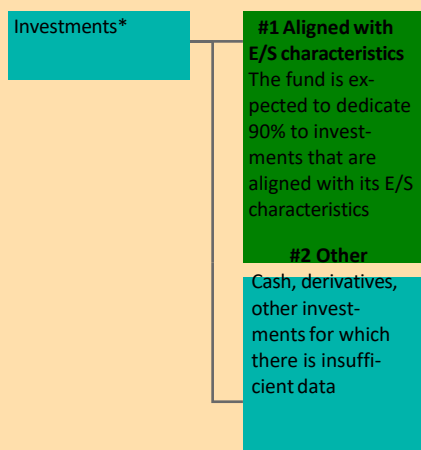 Investments*
#1 Aligned with
E/S characteristics
The fund is ex-
pected to dedicate
90% to invest-
ments that are
aligned with its E/S
characteristics
#2 Other
Cash, derivatives,
other invest-
ments for which
there is insuffi-
cient data